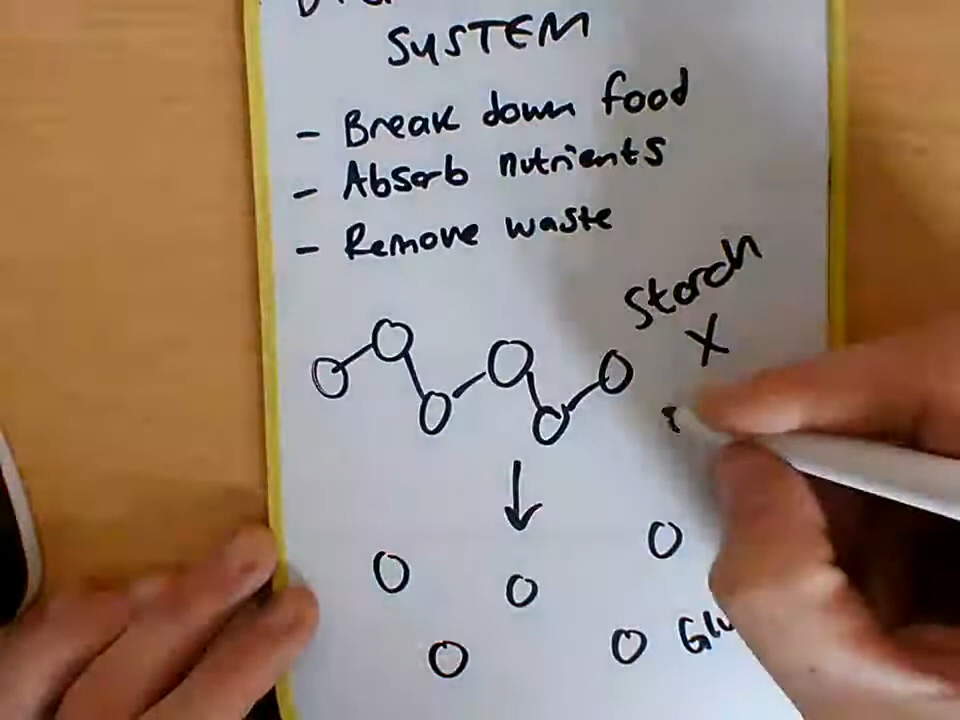 SYSTEM
- Break down food
- Absorb nutrients
- Remove waste
Starch
X